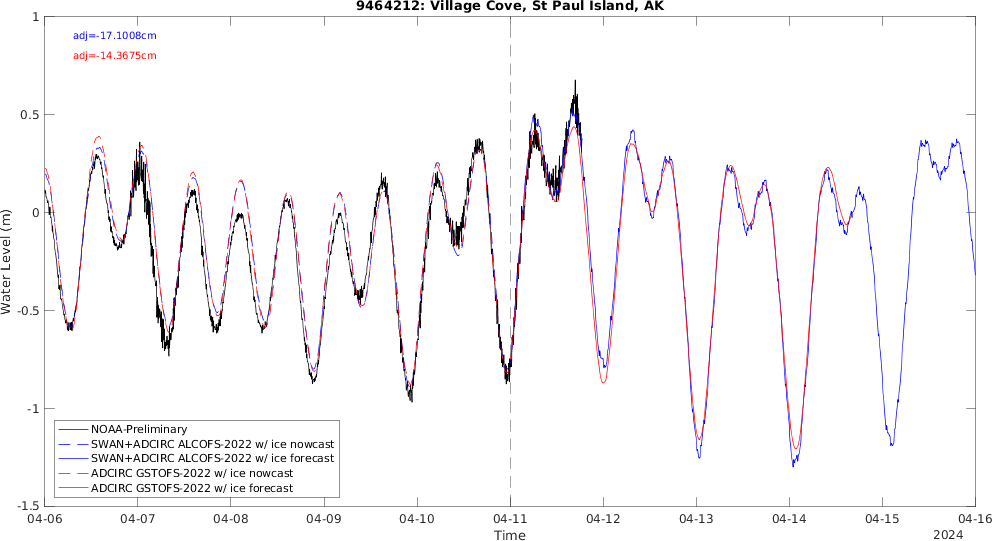 9464212: Village Cove, St Paul Island, AK
adj=-17.1008cm
adj=-14.3675cm
Water Level (m)
1
0.5
0
-0.5
-1
-1.5
NOAA-Preliminary
SWAN+ADCIRC ALCOFS-2022 w/ ice nowcast
SWAN+ADCIRC ALCOFS-2022 w/ ice forecast
ADCIRC GSTOFS-2022 w/ ice nowcast
ADCIRC GSTOFS-2022 w/ ice forecast
04-06 04-07 04-08 04-09 04-10 04-11 04-12 04-13 04-14 04-15 04-16
Time
2024